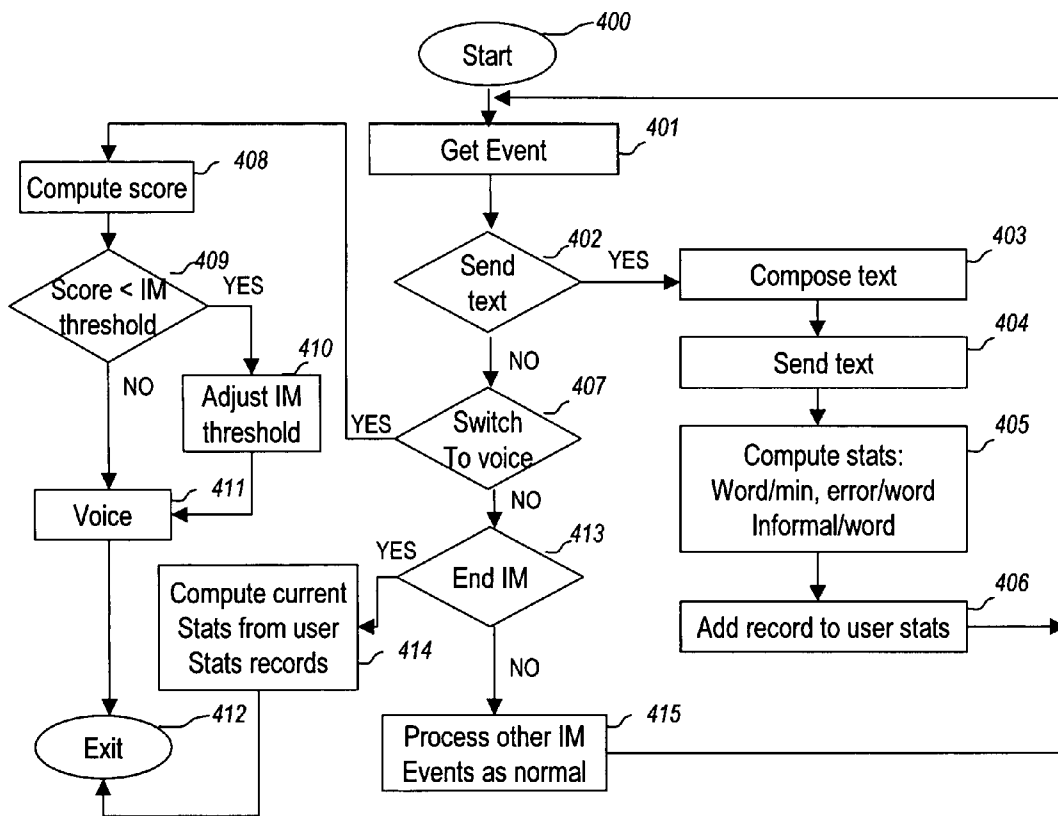 400
Start
401
Get Event
408
Compute score
402
Send
text
YES
403
Compose text
409
Score < IM
threshold
YES
404
Send text
NO
410
Adjust IM
threshold
NO
407
Switch
To voice
YES
405
Compute stats:
Word/min, error/word
Informal/word
411
Voice
NO
413
End IM
YES
406
Add record to user stats
Compute current
Stats from user
Stats records
414
NO
412
Exit
415
Process other IM
Events as normal